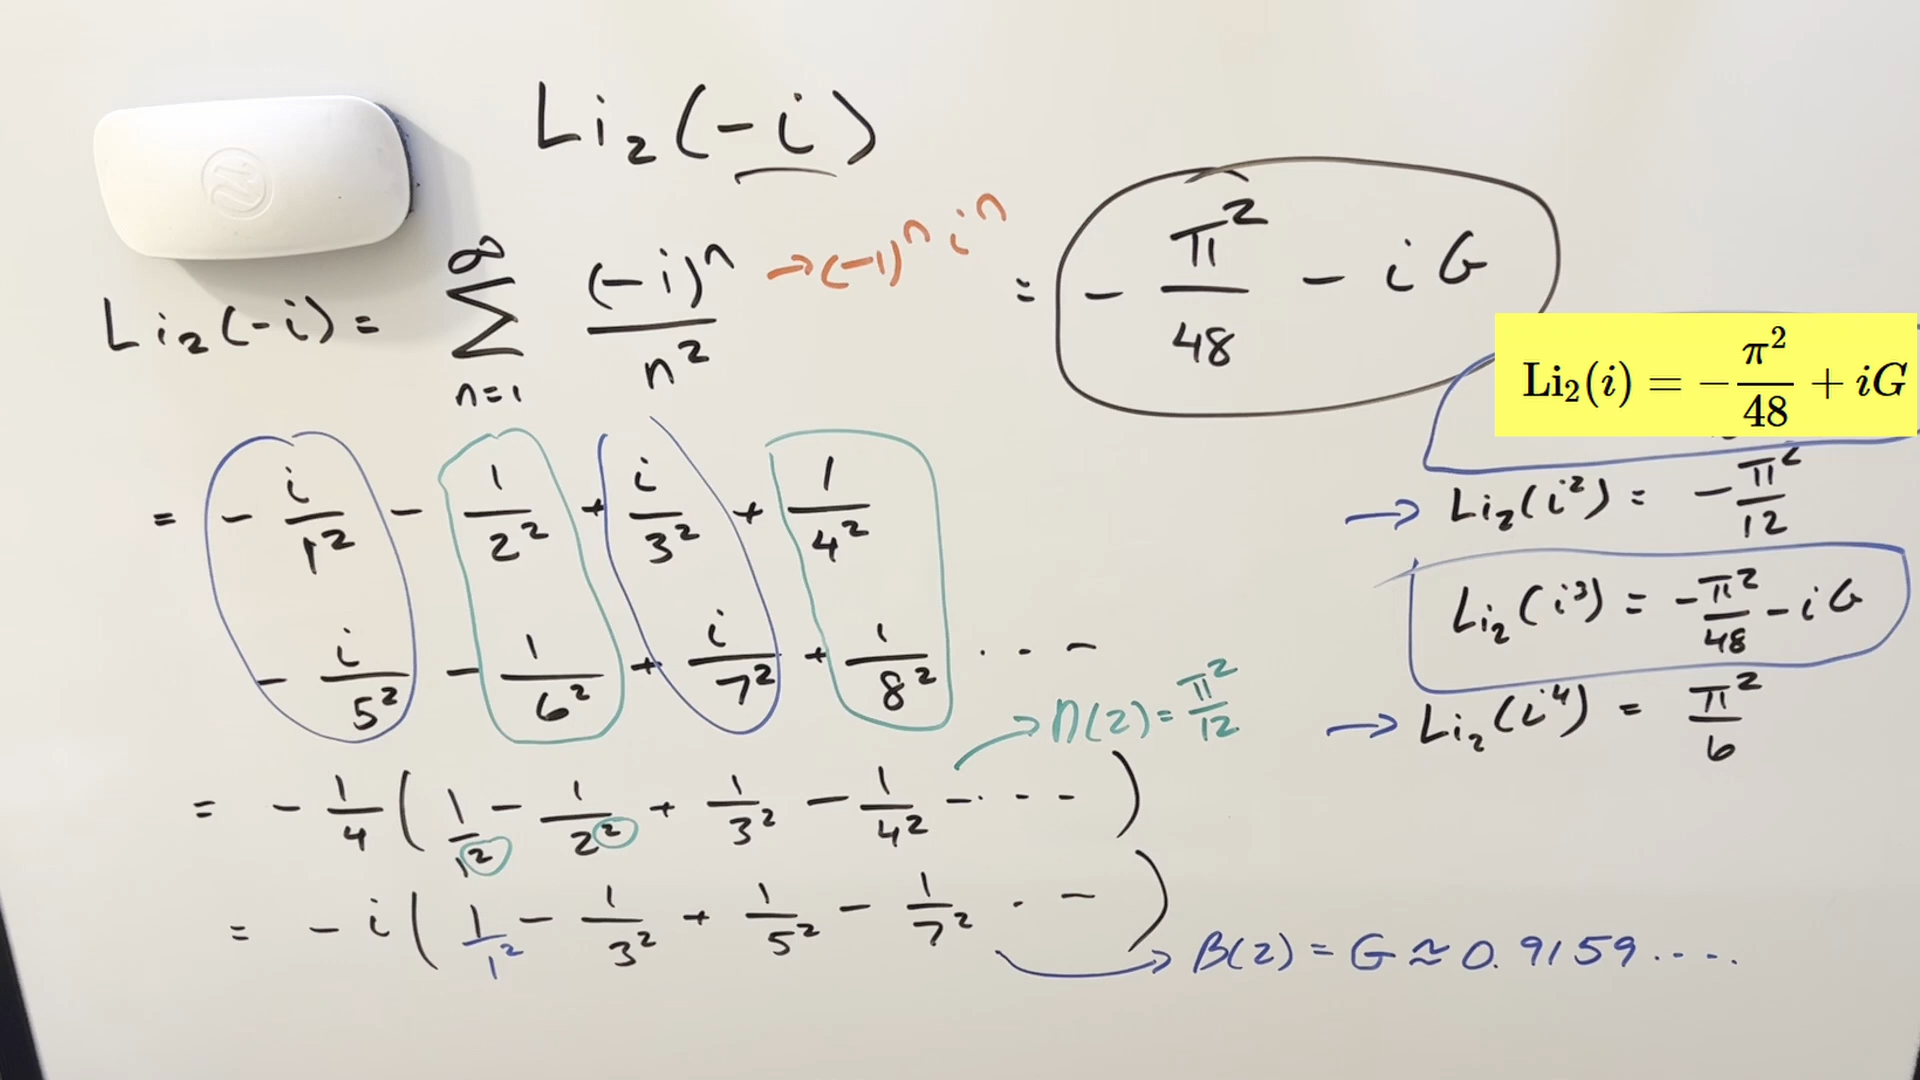 Li₂(-i)
Li₂(-i) = ∑_{n=1}^{∞} (-i)ⁿ/n² → (-1)ⁿ iⁿ = -π²/48 - iG
Li₂(i) = -π²/48 + iG
= - i/1² - 1/2² + i/3² + 1/4²
- i/5² - 1/6² + i/7² + 1/8² ...
→ Li₂(i²) = -π²/12
Li₂(i³) = -π²/48 - iG
→ Li₂(i⁴) = π²/6
→ η(2) = π²/12
= - 1/4 ( 1/1² - 1/2² + 1/3² - 1/4² - ... )
= - i ( 1/1² - 1/3² + 1/5² - 1/7² ... )
→ β(2) = G ≈ 0.9159....